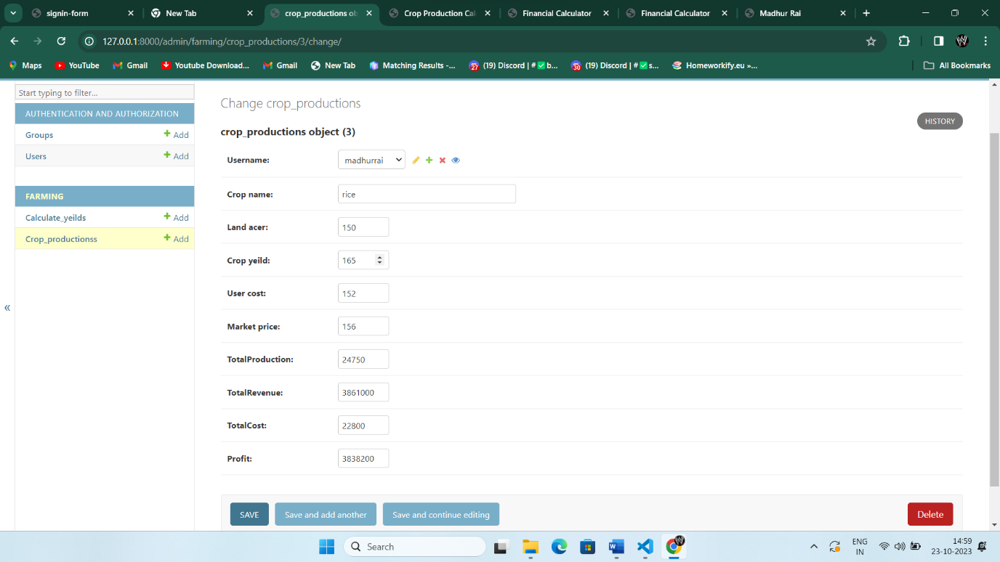 signin-form
New Tab
crop_productions ob
Crop Production Cal
Financial Calculator
Financial Calculator
Madhur Rai
127.0.0.1:8000/admin/farming/crop_productions/3/change/
Maps
YouTube
Gmail
Youtube Download...
Gmail
New Tab
Matching Results -...
27 (19) Discord | #✅b...
30 (19) Discord | #✅s...
Homeworkify.eu »...
All Bookmarks
Start typing to filter...
AUTHENTICATION AND AUTHORIZATION
Groups + Add
Users + Add
FARMING
Calculate_yeilds + Add
Crop_productionss + Add
«
Change crop_productions
HISTORY
crop_productions object (3)
Username: madhurrai
Crop name: rice
Land acer: 150
Crop yeild: 165
User cost: 152
Market price: 156
TotalProduction: 24750
TotalRevenue: 3861000
TotalCost: 22800
Profit: 3838200
SAVE
Save and add another
Save and continue editing
Delete
Search
ENG
IN
14:59
23-10-2023